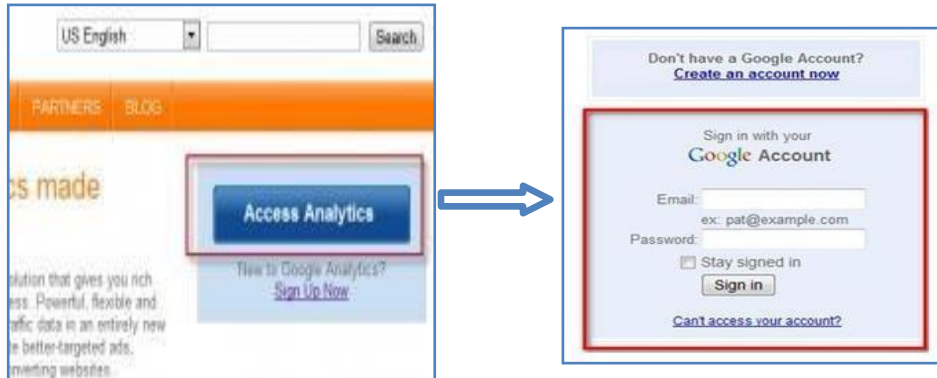 US English
Search
PARTNERS BLOG
cs made
Access Analytics
New to Google Analytics?
Sign Up Now
olution that gives you rich
ess. Powerful, flexible and
affic data in an entirely new
te better-targeted ads,
nverting websites.
Don't have a Google Account?
Create an account now
Sign in with your
Google Account
Email:
ex: pat@example.com
Password:
Stay signed in
Sign in
Can't access your account?